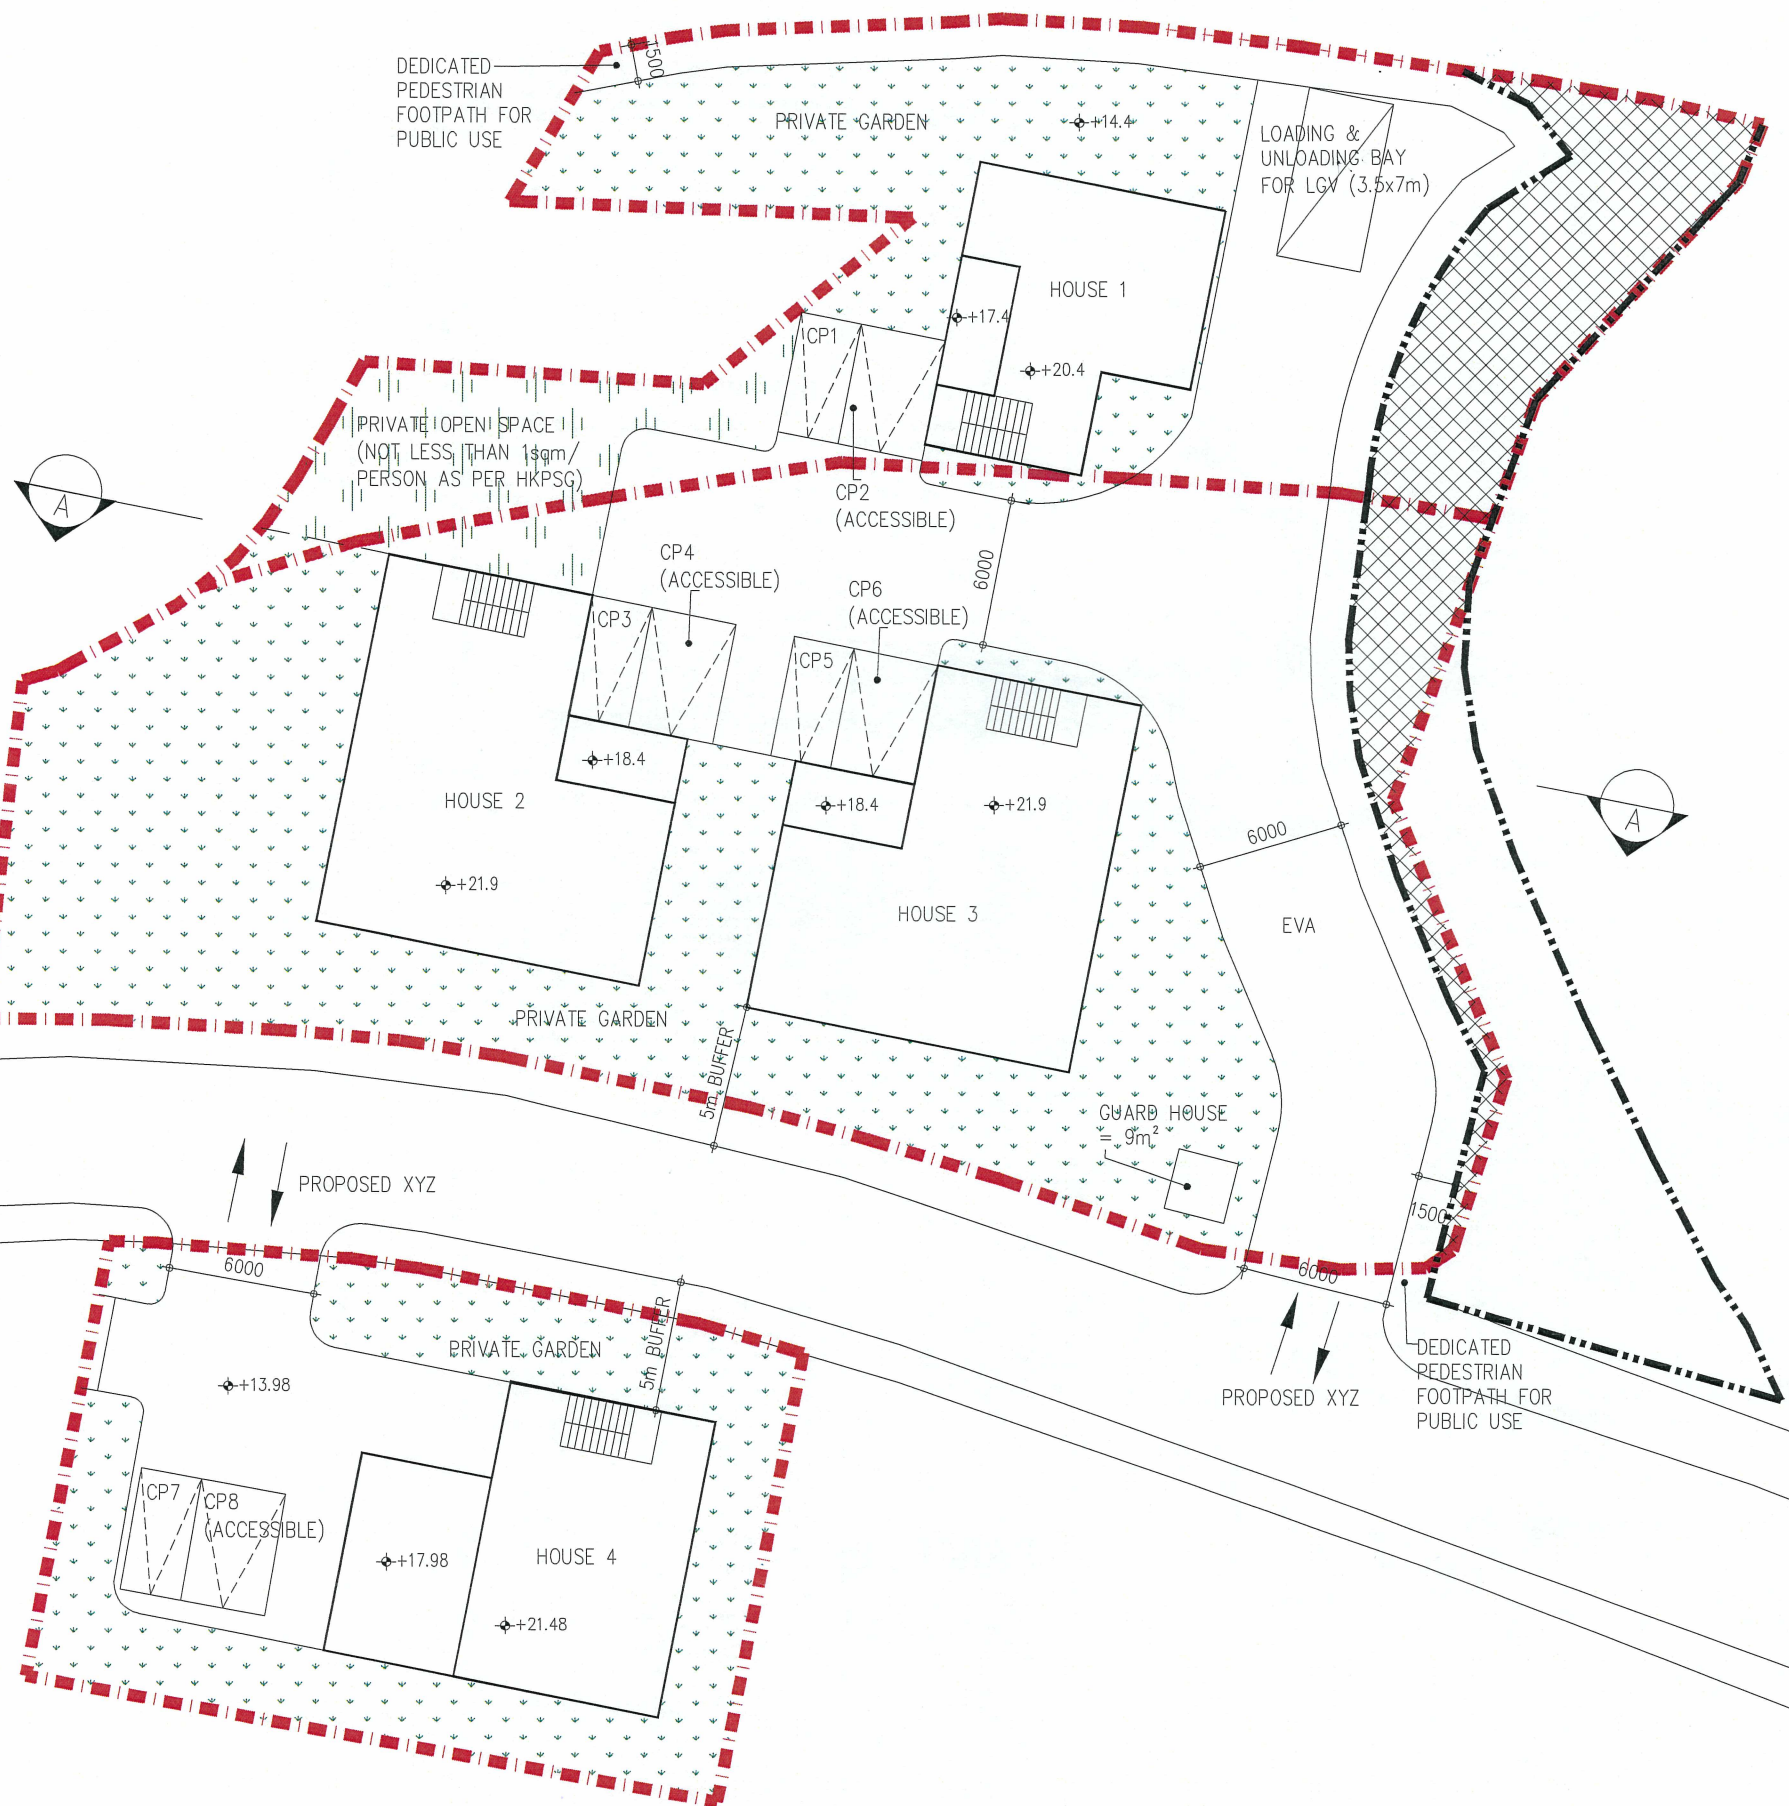 1500
DEDICATED
PEDESTRIAN
FOOTPATH FOR
PUBLIC USE
PRIVATE GARDEN
+14.4
LOADING &
UNLOADING BAY
FOR LGV (3.5x7m)
HOUSE 1
+17.4
+20.4
CP1
CP2
(ACCESSIBLE)
PRIVATE OPEN SPACE
(NOT LESS THAN 1sqm/
PERSON AS PER HKPSG)
A
CP4
(ACCESSIBLE)
CP3
CP6
(ACCESSIBLE)
CP5
6000
+18.4
HOUSE 2
+21.9
+18.4
+21.9
HOUSE 3
6000
A
EVA
PRIVATE GARDEN
5m BUFFER
GUARD HOUSE
= 9m²
PROPOSED XYZ
1500
6000
6000
5m BUFFER
PRIVATE GARDEN
+13.98
PROPOSED XYZ
DEDICATED
PEDESTRIAN
FOOTPATH FOR
PUBLIC USE
CP7
CP8
(ACCESSIBLE)
+17.98
HOUSE 4
+21.48